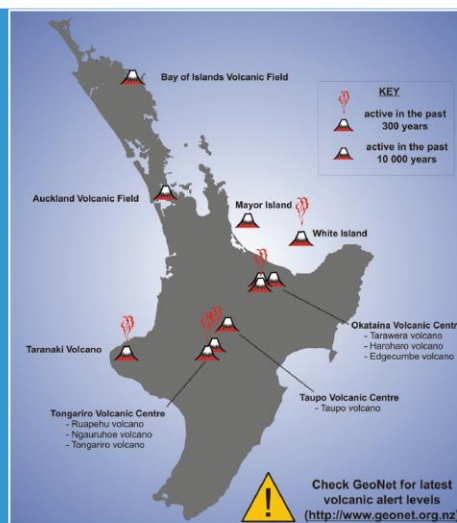 Bay of Islands Volcanic Field
KEY
active in the past
300 years
active in the past
10 000 years
Auckland Volcanic Field
Mayor Island
White Island
Okataina Volcanic Centr
- Tarawera volcano
- Haroharo volcano
- Edgecumbe volcano
Taranaki Volcano
Taupo Volcanic Centre
- Taupo volcano
Tongariro Volcanic Centre
- Ruapehu volcano
- Ngauruhoe volcano
- Tongariro volcano
Check GeoNet for latest
volcanic alert levels
(http://www.geonet.org.nz